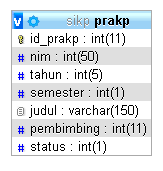 v sikp prakp
id_prakp : int(11)
# nim : int(50)
# tahun : int(5)
# semester : int(1)
judul : varchar(150)
# pembimbing : int(11)
# status : int(1)